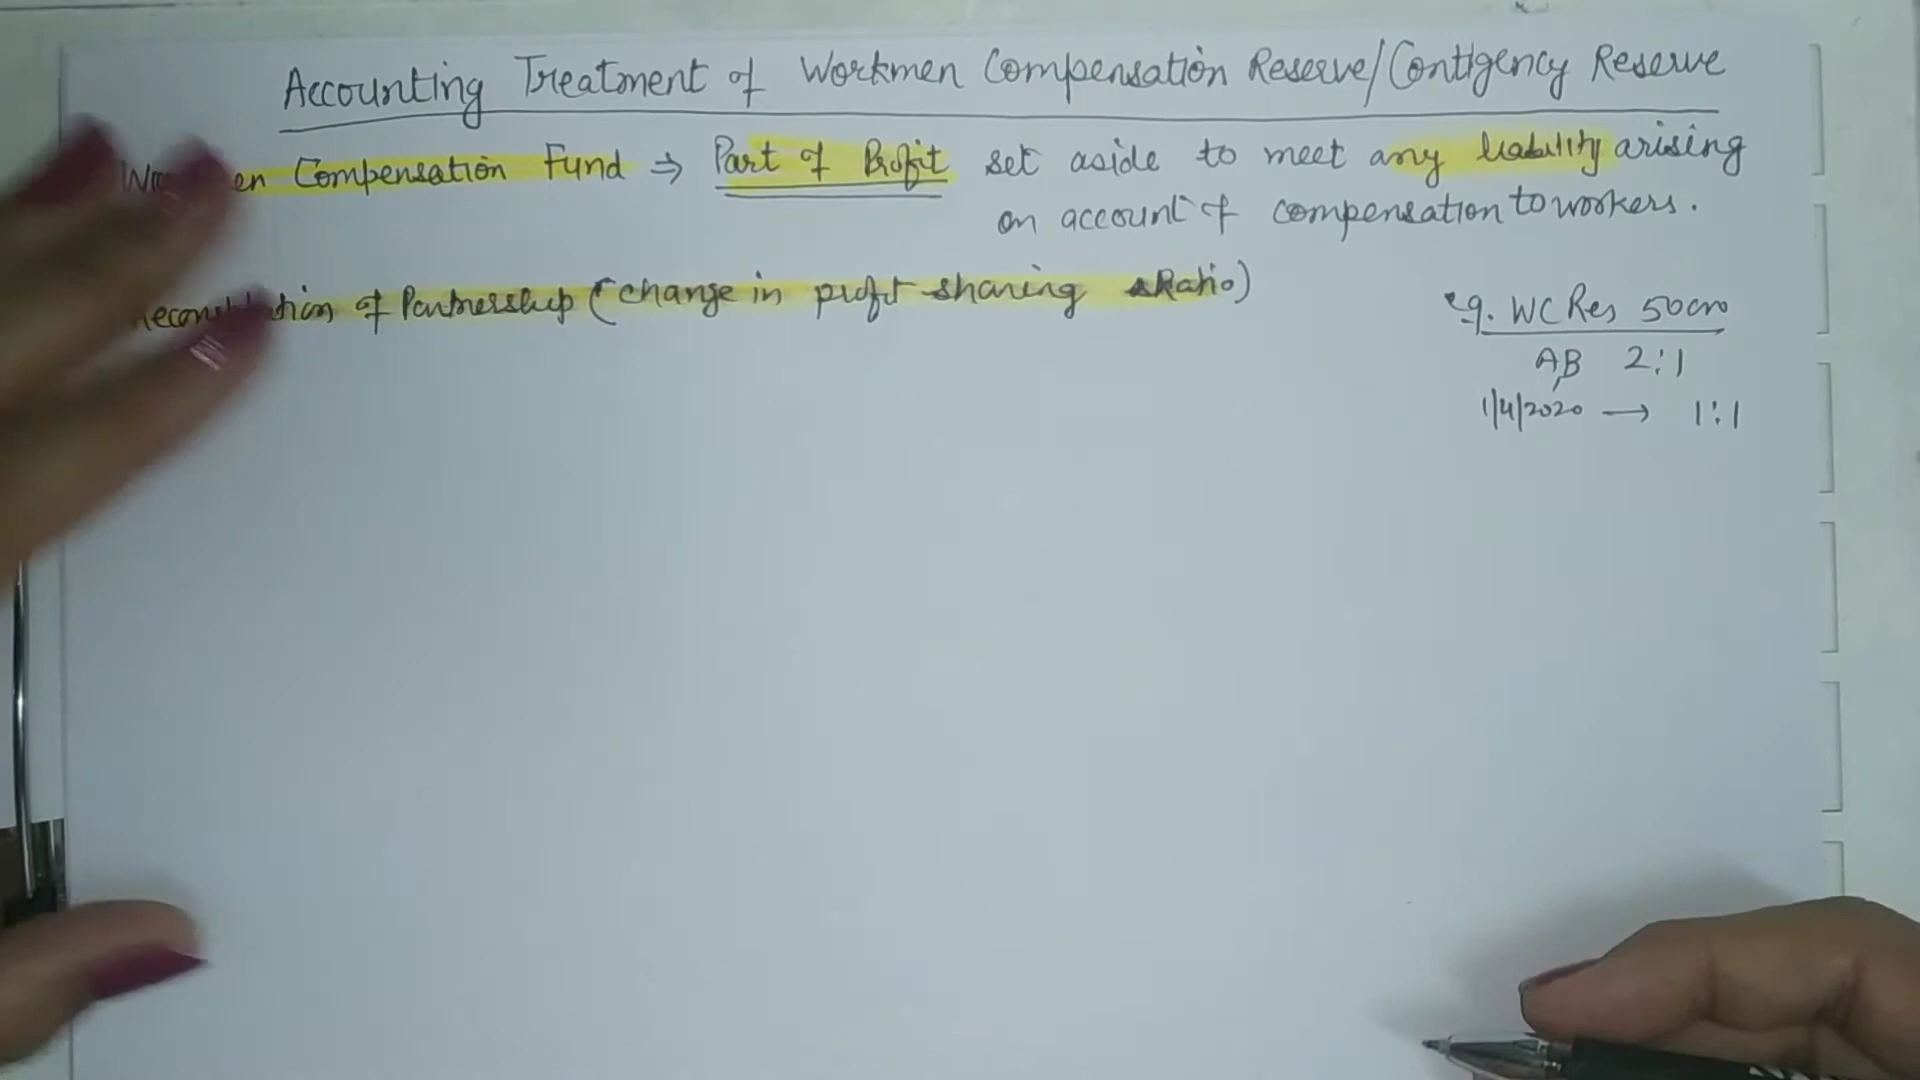 Accounting Treatment of Workmen Compensation Reserve/Contigency Reserve
en Compensation Fund ⇒ Part of Profit set aside to meet any liability arising
on account of compensation to workers.
of Partnership (change in profit sharing Ratio)
eg. WC Res 50000
A,B 2:1
1/4/2020 → 1:1